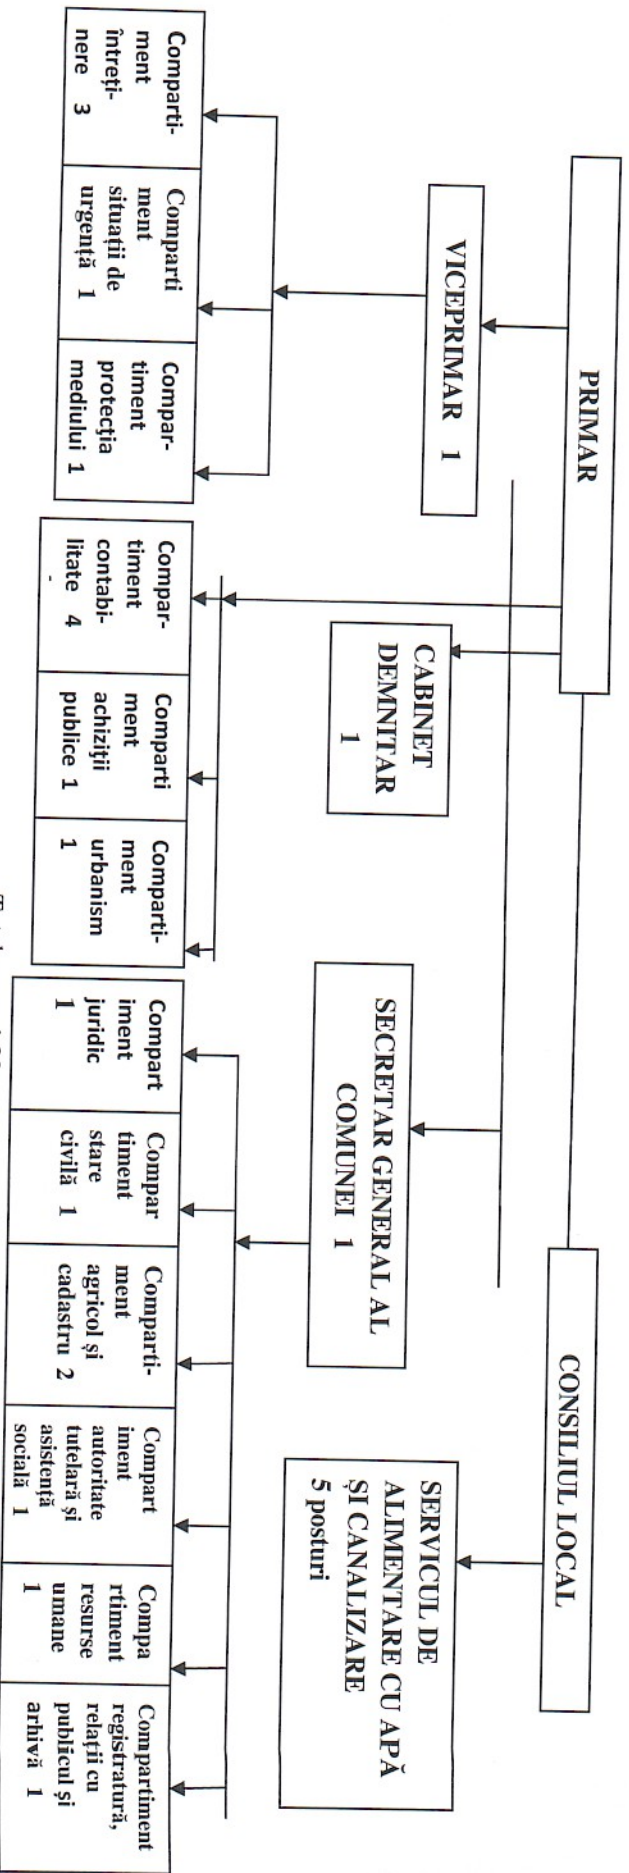 PRIMAR
CONSILIUL LOCAL
VICEPRIMAR 1
CABINET
DEMNITAR
1
SECRETAR GENERAL AL
COMUNEI 1
SERVICUL DE
ALIMENTARE CU APĂ
ȘI CANALIZARE
5 posturi
Comparti-
ment
întreți-
nere 3
Comparti
ment
situații de
urgență 1
Compar-
timent
protecția
mediului 1
Compar-
timent
contabi-
litate 4
Comparti
ment
achiziții
publice 1
Comparti-
ment
urbanism
1
Compart
iment
juridic
1
Compar
timent
stare
civilă 1
Comparti-
ment
agricol și
cadastru 2
Compart
iment
autoritate
tutelară și
asistență
socială 1
Compa
rtiment
resurse
umane
1
Compartiment
registratură,
relații cu
publicul și
arhivă 1